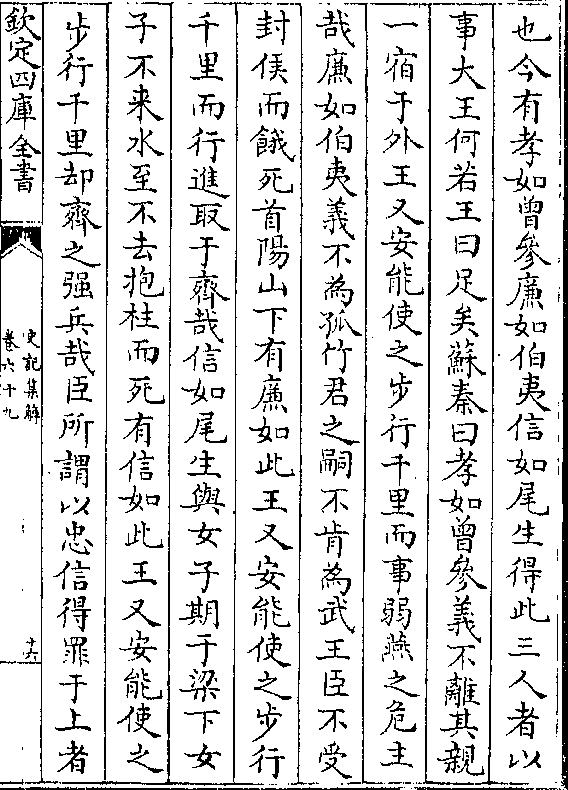 也今有孝如曾參廉如伯夷信如尾生得此三人者以
事大王何若王曰足矣蘇秦曰孝如曾參義不離其親
一宿于外王又安能使之步行千里而事弱燕之危主
哉廉如伯夷義不為孤竹君之嗣不肯為武王臣不受
封侯而餓死首陽山下有廉如此王又安能使之步行
千里而行進取于齊哉信如尾生與女子期于梁下女
子不来水至不去抱柱而死有信如此王又安能使之
步行千里却齊之强兵哉臣所謂以忠信得罪于上者
欽定四庫全書
史記集解
卷六十九
十六